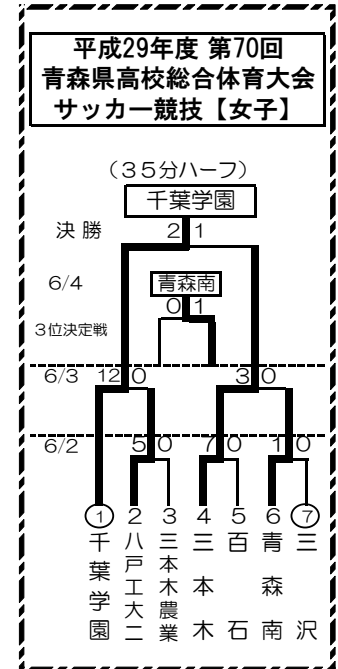 平成29年度 第70回
青森県高校総合体育大会
サッカー競技【女子】
（３５分ハーフ）
千葉学園
決 勝 2 1
6/4 青森南
0 1
３位決定戦
6/3 12 0 3 0
6/2 5 0 7 0 1 0
① 2 3 4 5 6 ⑦
千葉学園
八戸工大二
三本木農業
三本木
百石
青森南
三沢